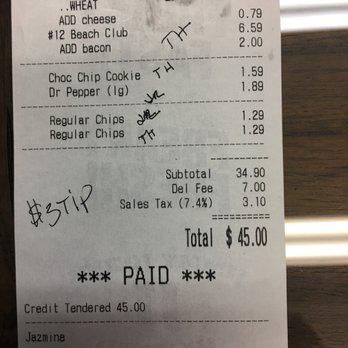 ..WHEAT
ADD cheese 0.79
#12 Beach Club 6.59
ADD bacon 2.00
TH
Choc Chip Cookie TH 1.59
Dr Pepper (lg) JR 1.89
Regular Chips JR 1.29
Regular Chips TH 1.29
Subtotal 34.90
Del Fee 7.00
$3 TIP
Sales Tax (7.4%) 3.10
Total $ 45.00
*** PAID ***
Credit Tendered 45.00
Jazmine